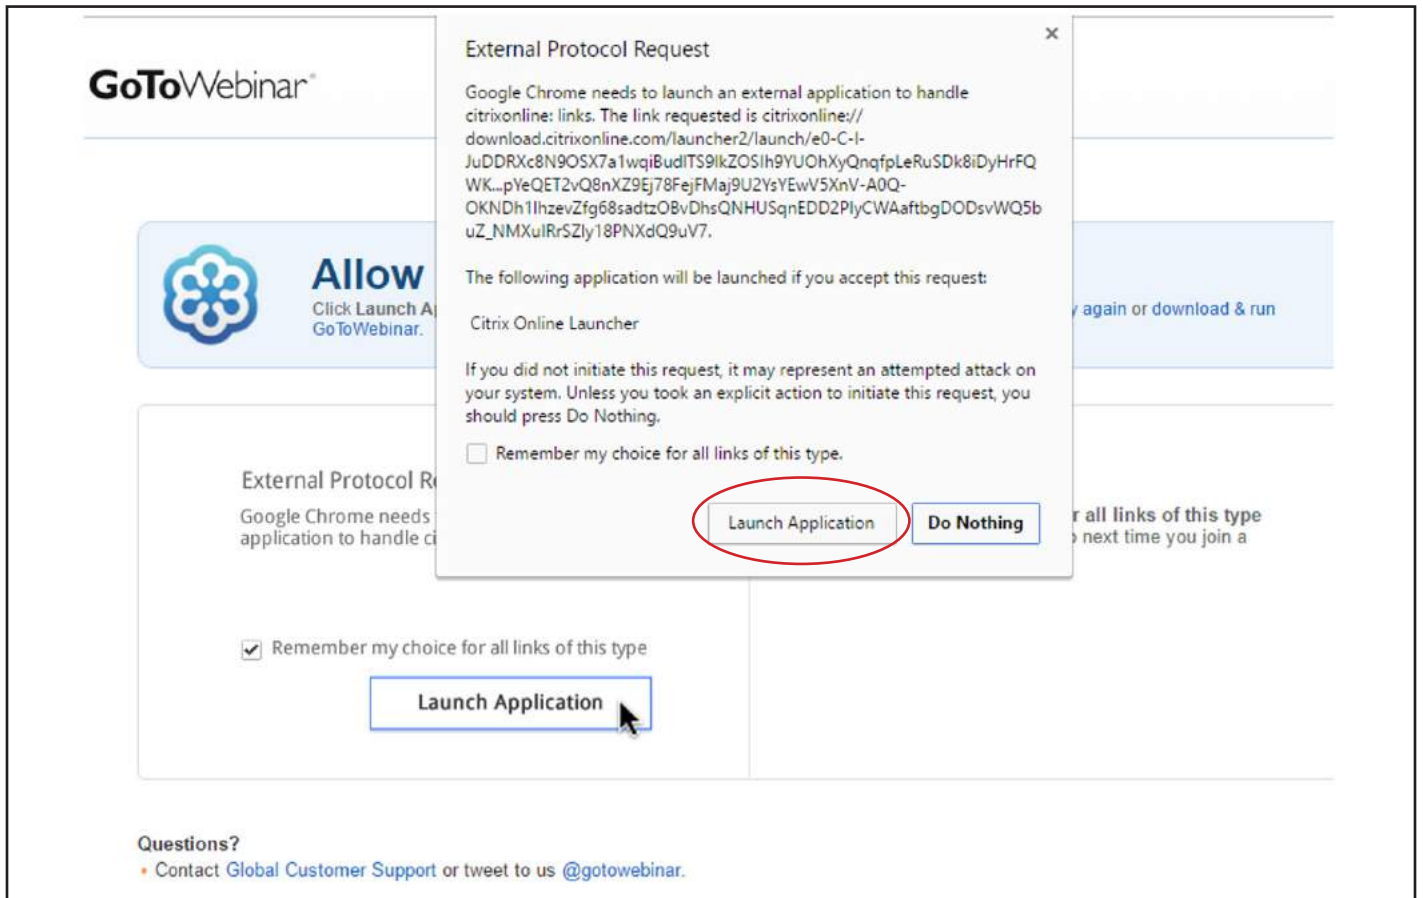 External Protocol Request
×
GoToWebinar
Google Chrome needs to launch an external application to handle
citrixonline: links. The link requested is citrixonline://
download.citrixonline.com/launcher2/launch/e0-C-I-
JuDDRXc8N9OSX7a1wqiBudITS9IkZOSIh9YUOhXyQnqfpLeRuSDk8iDyHrFQ
WK...pYeQET2vQ8nXZ9Ej78FejFMaj9U2YsYEwV5XnV-A0Q-
OKNDh1IhzevZfg68sadtzOBvDhsQNHUSqnEDD2PlyCWAaftbgDODsvWQ5b
uZ_NMXuIRrSZIy18PNXdQ9uV7.
The following application will be launched if you accept this request:
Citrix Online Launcher
If you did not initiate this request, it may represent an attempted attack on
your system. Unless you took an explicit action to initiate this request, you
should press Do Nothing.
Remember my choice for all links of this type.
Launch Application
Do Nothing
Allow
Click Launch A
GoToWebinar.
again or download & run
External Protocol R
Google Chrome needs
application to handle ci
all links of this type
next time you join a
Remember my choice for all links of this type
Launch Application
Questions?
• Contact Global Customer Support or tweet to us @gotowebinar.